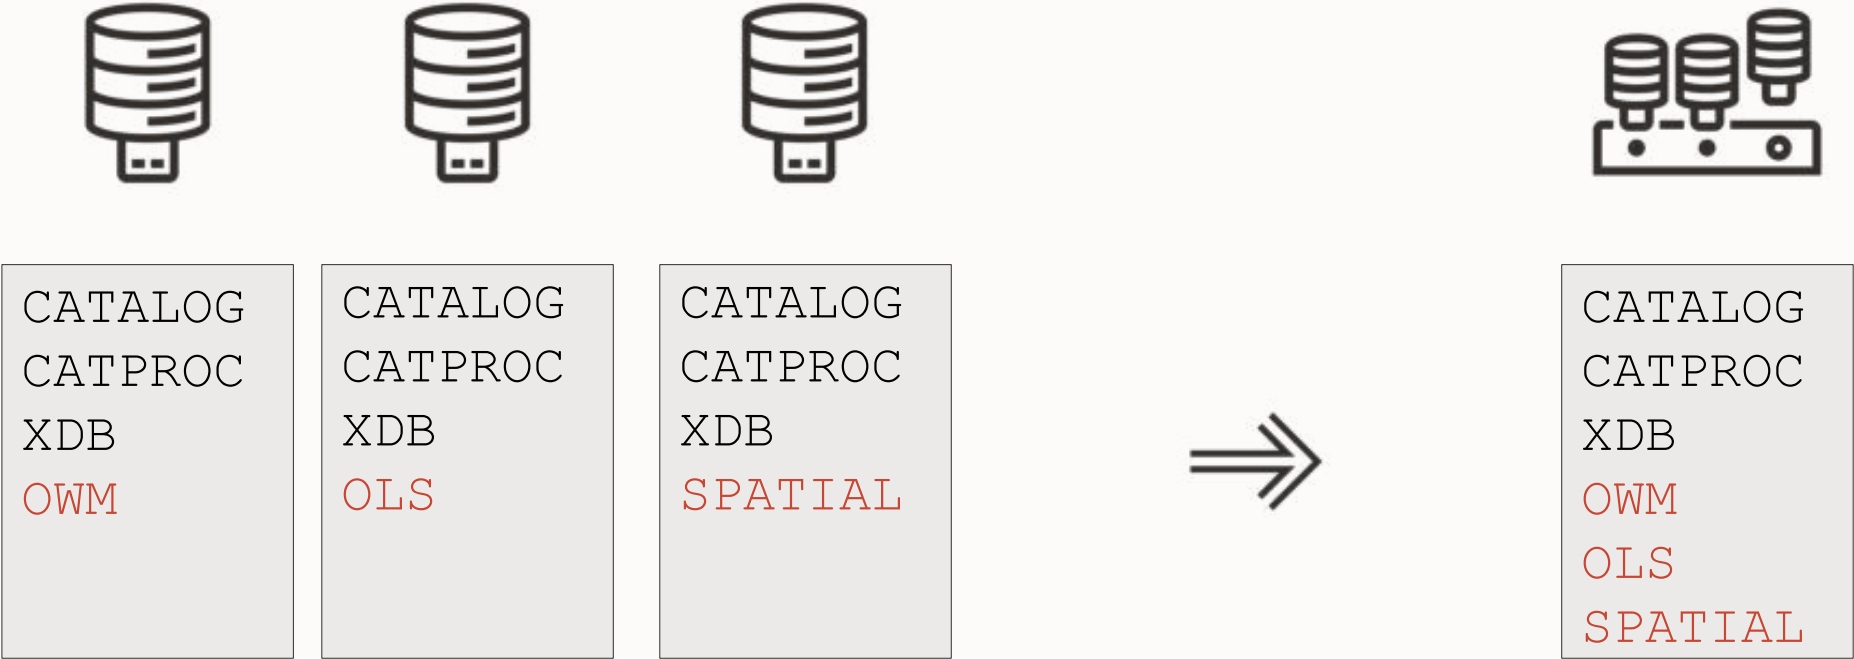 CATALOG
CATPROC
XDB
OWM
CATALOG
CATPROC
XDB
OLS
CATALOG
CATPROC
XDB
SPATIAL
CATALOG
CATPROC
XDB
OWM
OLS
SPATIAL